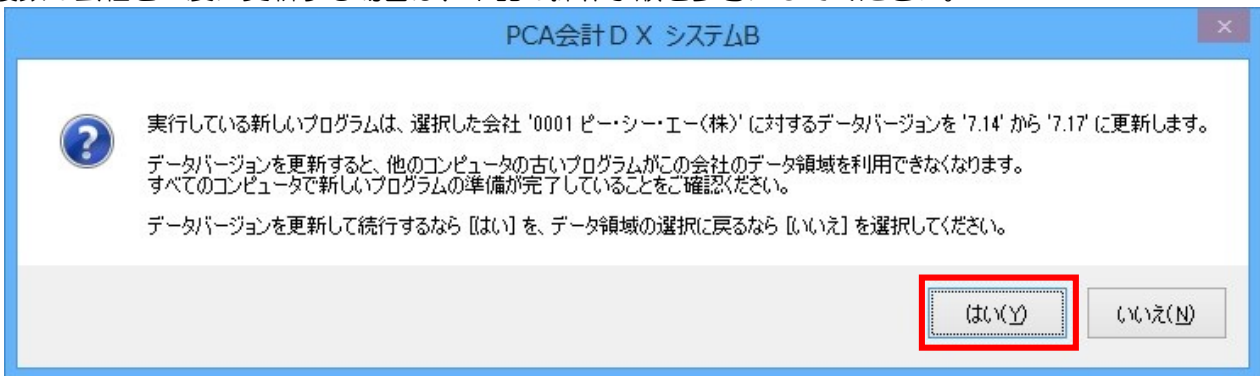 PCA会計ＤＸ システムB
実行している新しいプログラムは、選択した会社 '0001 ピー・シー・エー(株)' に対するデータバージョンを '7.14' から '7.17' に更新します。
データバージョンを更新すると、他のコンピュータの古いプログラムがこの会社のデータ領域を利用できなくなります。
すべてのコンピュータで新しいプログラムの準備が完了していることをご確認ください。
データバージョンを更新して続行するなら [はい] を、データ領域の選択に戻るなら [いいえ] を選択してください。
はい(Y) いいえ(N)